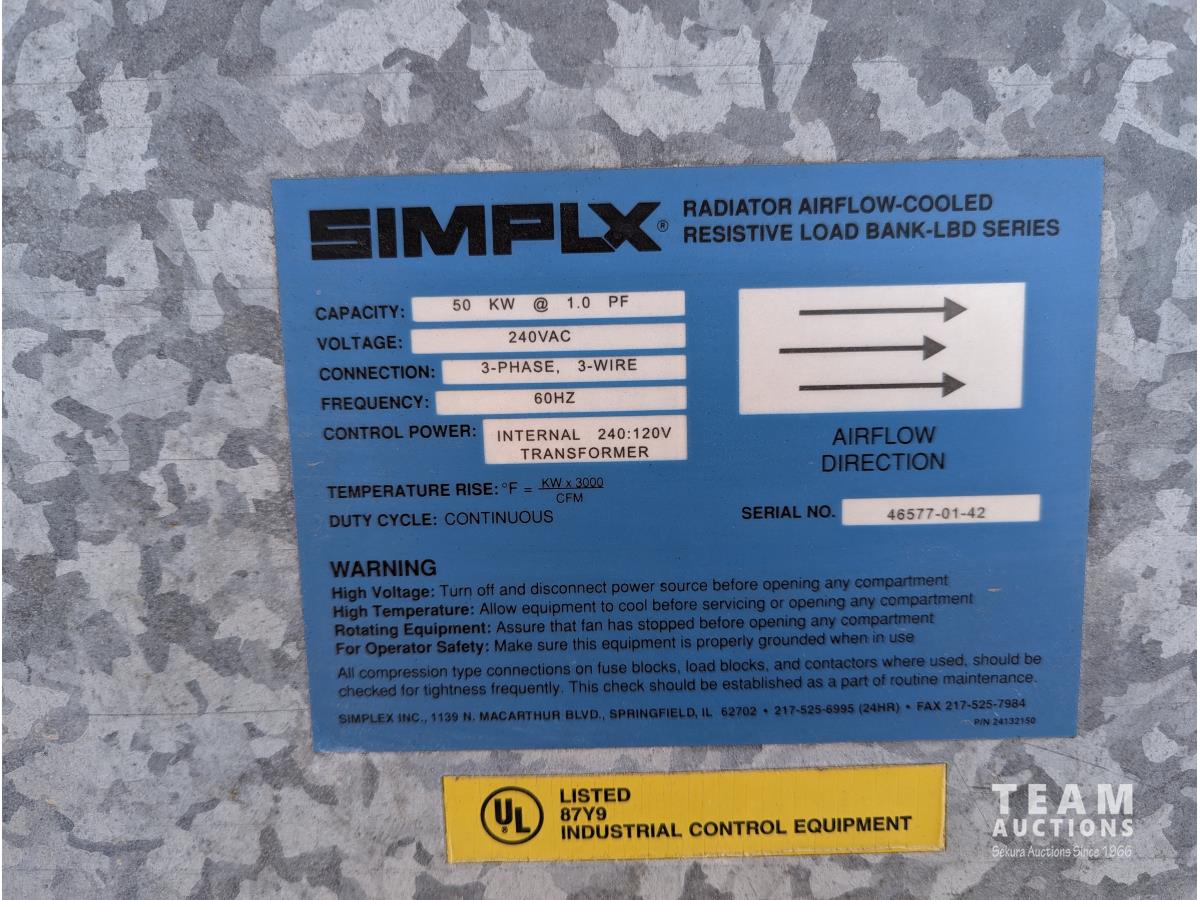 SIMPLX®
RADIATOR AIRFLOW-COOLED
RESISTIVE LOAD BANK-LBD SERIES
CAPACITY: 50 KW @ 1.0 PF
VOLTAGE: 240VAC
CONNECTION: 3-PHASE, 3-WIRE
FREQUENCY: 60HZ
CONTROL POWER: INTERNAL 240:120V
TRANSFORMER
TEMPERATURE RISE: °F = KW x 3000
CFM
DUTY CYCLE: CONTINUOUS
AIRFLOW
DIRECTION
SERIAL NO. 46577-01-42
WARNING
High Voltage: Turn off and disconnect power source before opening any compartment
High Temperature: Allow equipment to cool before servicing or opening any compartment
Rotating Equipment: Assure that fan has stopped before opening any compartment
For Operator Safety: Make sure this equipment is properly grounded when in use
All compression type connections on fuse blocks, load blocks, and contactors where used, should be
checked for tightness frequently. This check should be established as a part of routine maintenance.
SIMPLEX INC., 1139 N. MACARTHUR BLVD., SPRINGFIELD, IL 62702 • 217-525-6995 (24HR) • FAX 217-525-7984
P/N 24132150
UL®
LISTED
87Y9
INDUSTRIAL CONTROL EQUIPMENT
TEAM
AUCTIONS
Sekura Auctions Since 1966